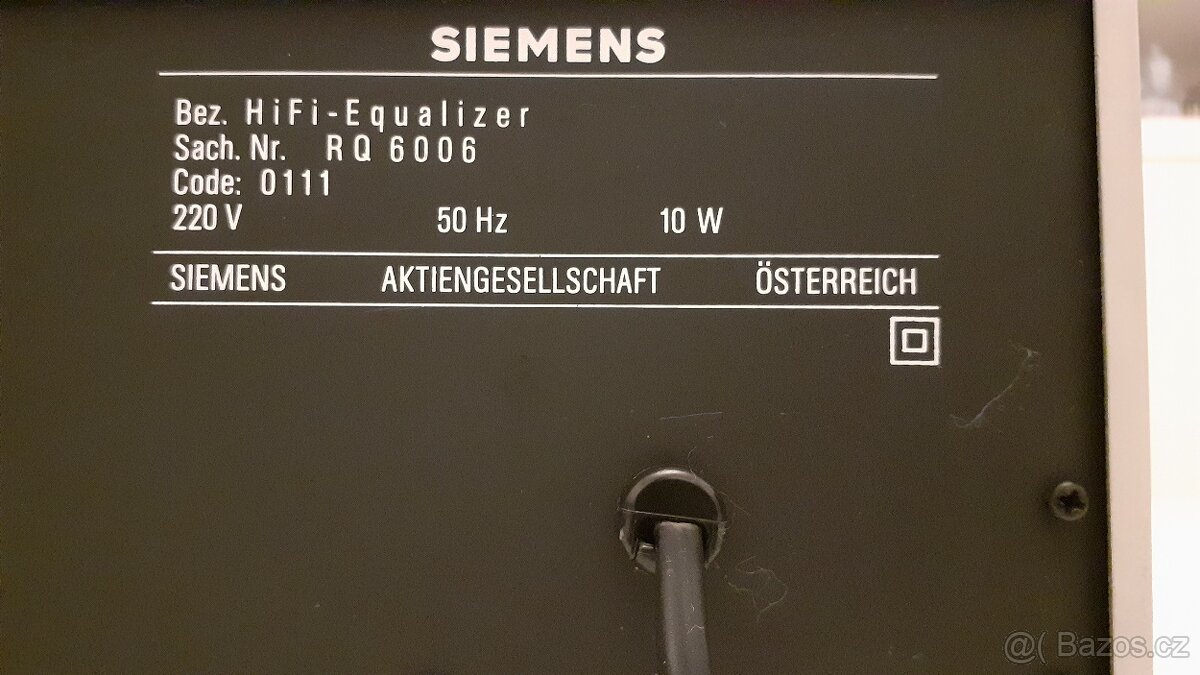 SIEMENS
Bez. HiFi-Equalizer
Sach. Nr. RQ 6006
Code: 0111
220 V 50 Hz 10 W
SIEMENS AKTIENGESELLSCHAFT ÖSTERREICH
@( Bazos.cz